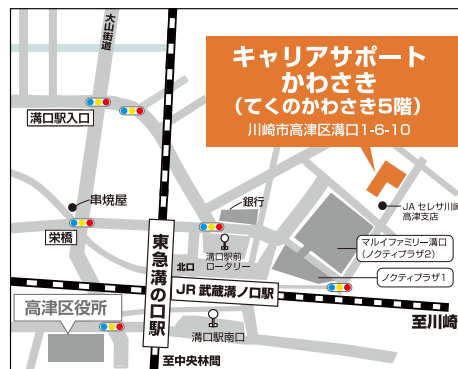 大山街道
キャリアサポート
かわさき
（てくのかわさき5階）
川崎市高津区溝口1-6-10
溝口駅入口
串焼屋
銀行
JA セレサ川崎
高津支店
栄橋
溝口駅前
ロータリー
マルイファミリー溝口
（ノクティプラザ2）
北口
東急溝の口駅
ノクティプラザ1
JR 武蔵溝ノ口駅
高津区役所
至川崎
溝口駅南口
至中央林間